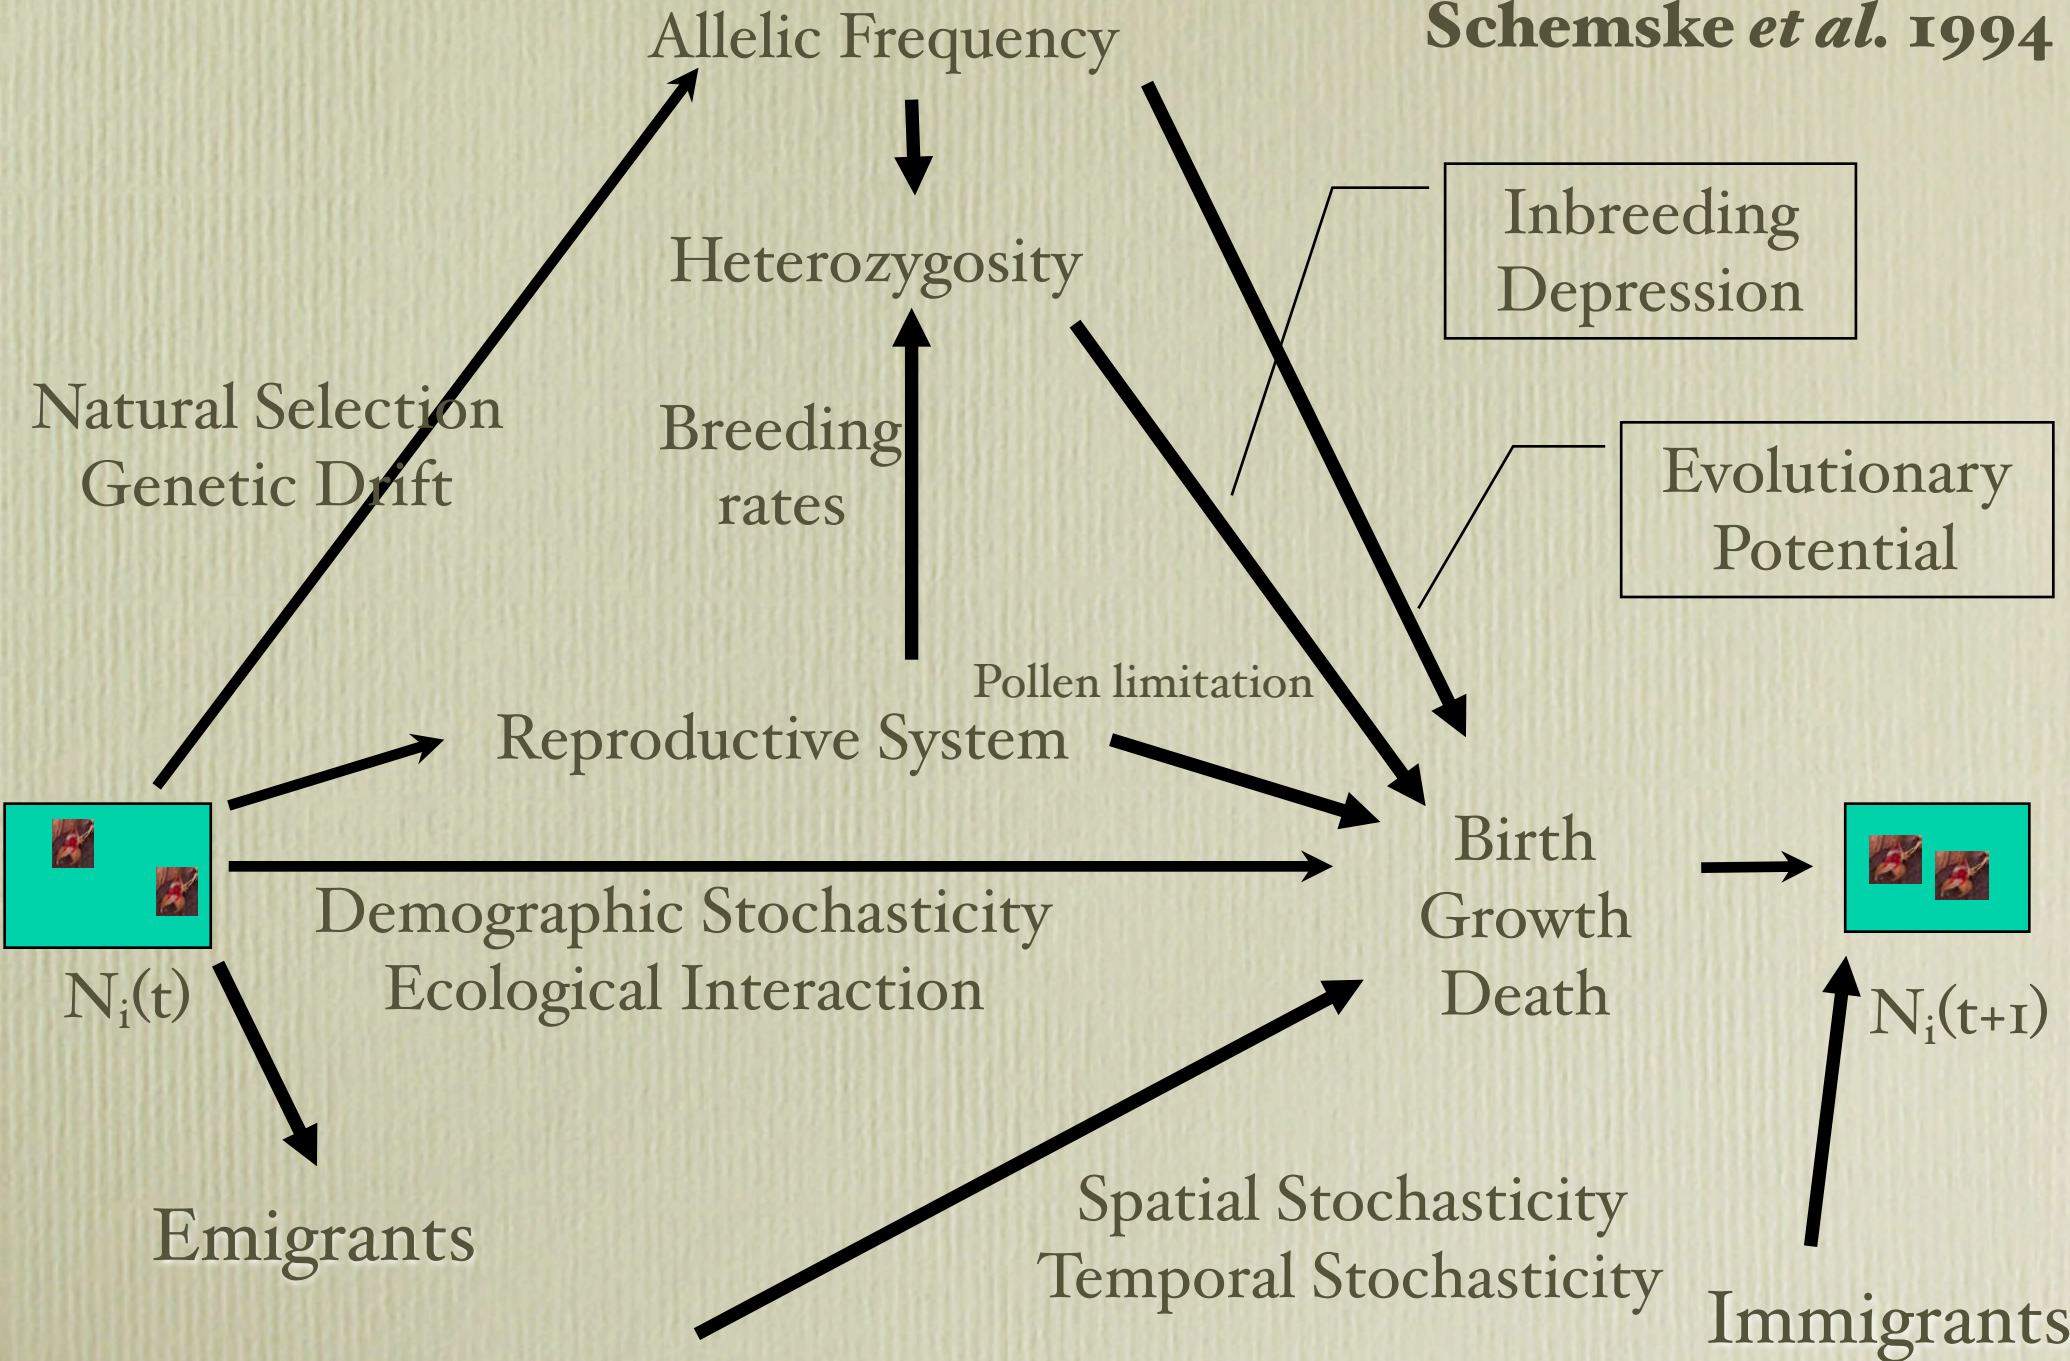 Allelic Frequency
Schemske et al. 1994
Heterozygosity
Inbreeding
Depression
Natural Selection
Genetic Drift
Breeding
rates
Evolutionary
Potential
Pollen limitation
Reproductive System
Birth
Growth
Death
Demographic Stochasticity
Ecological Interaction
Nᵢ(t)
Nᵢ(t+1)
Emigrants
Spatial Stochasticity
Temporal Stochasticity
Immigrants